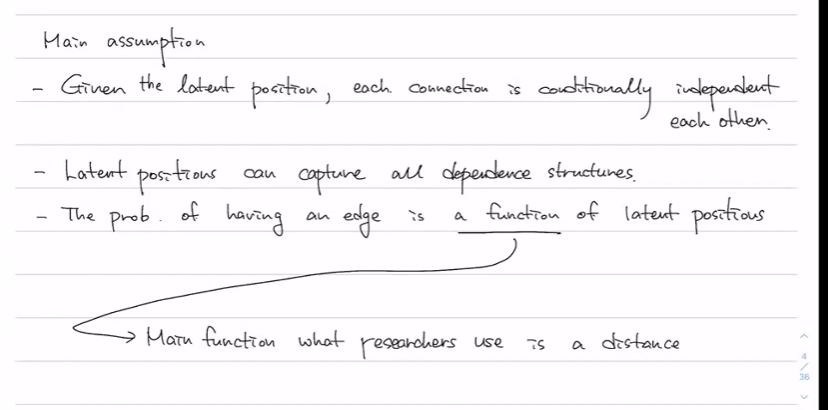 Main assumption
- Given the latent position, each connection is conditionally independent
each other.
- Latent positions can capture all dependence structures.
- The prob. of having an edge is a function of latent positions
Main function what researchers use is a distance
4
/
36